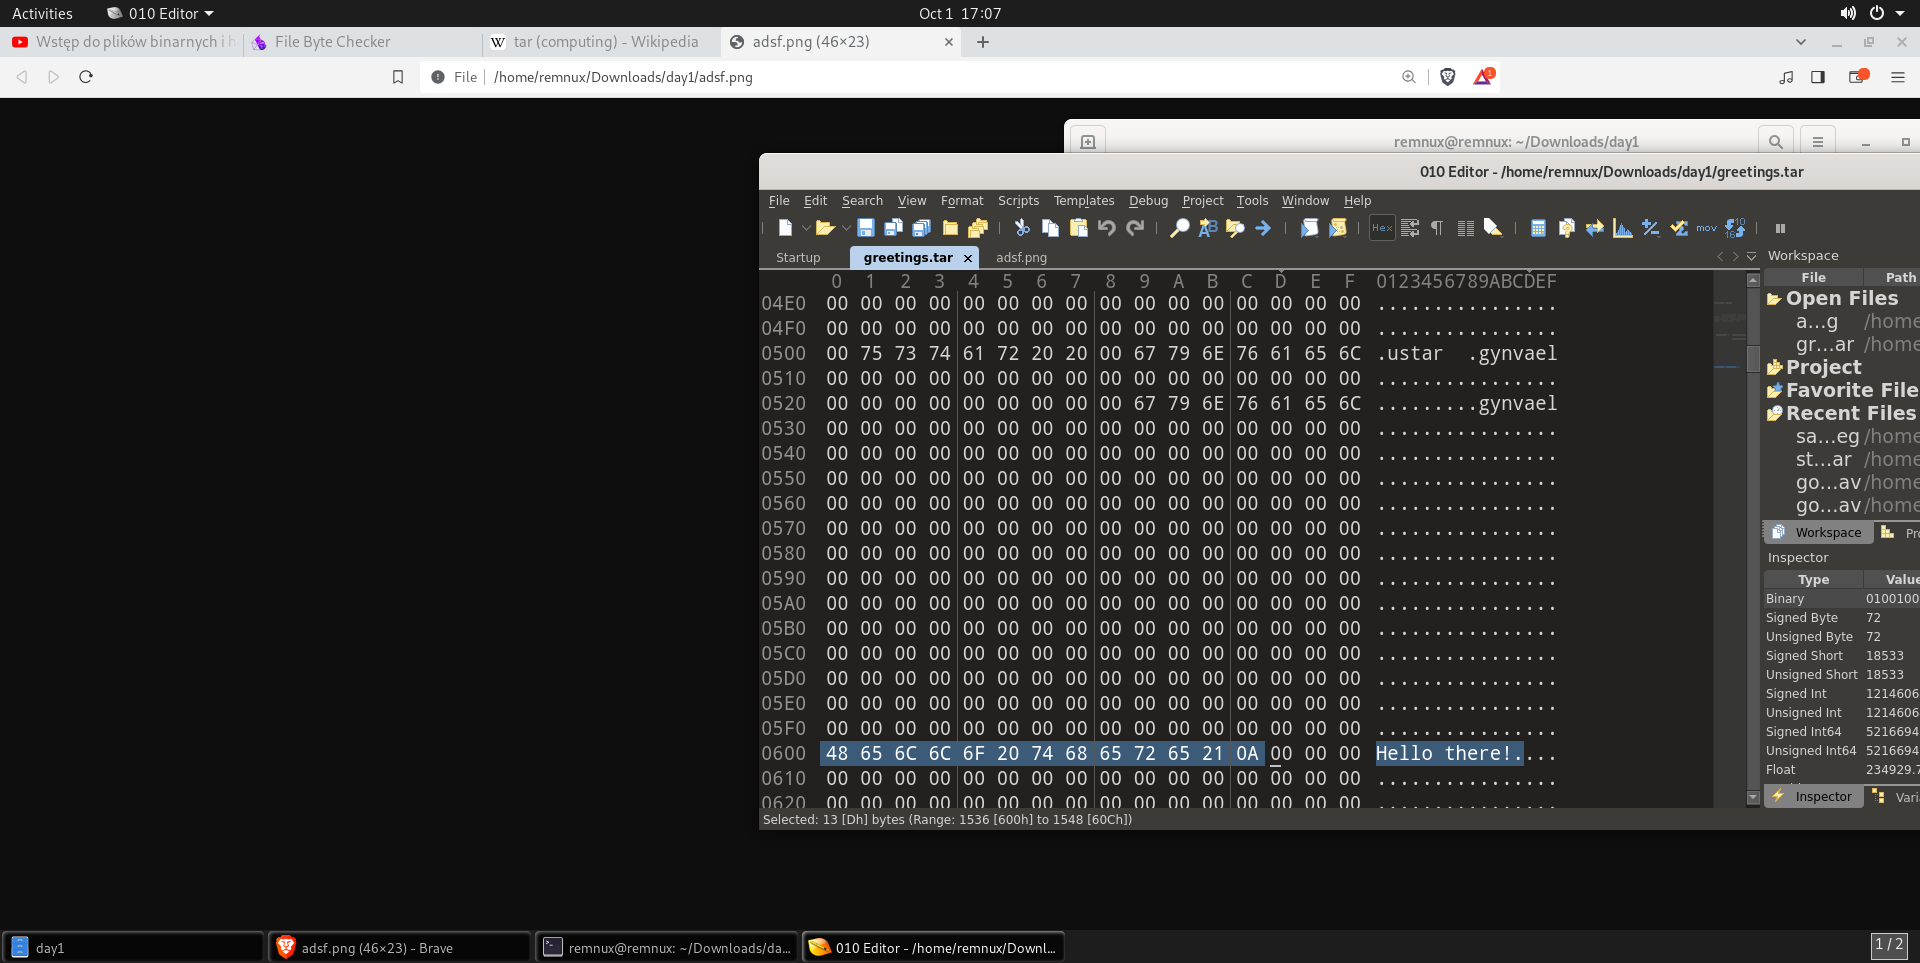 Activities 010 Editor Oct 1 17:07
Wstęp do plików binarnych i h File Byte Checker tar (computing) - Wikipedia adsf.png (46×23)
File /home/remnux/Downloads/day1/adsf.png 1
remnux@remnux: ~/Downloads/day1
010 Editor - /home/remnux/Downloads/day1/greetings.tar
File Edit Search View Format Scripts Templates Debug Project Tools Window Help
Startup greetings.tar adsf.png
Workspace
File Path
Open Files
a...g /home
gr...ar /home
Project
Favorite File
Recent Files
sa...eg /home
st...ar /home
go...av /home
go...av /home
Workspace Pr
0 1 2 3 4 5 6 7 8 9 A B C D E F 0123456789ABCDEF
04E0 00 00 00 00 00 00 00 00 00 00 00 00 00 00 00 00 ................
04F0 00 00 00 00 00 00 00 00 00 00 00 00 00 00 00 00 ................
0500 00 75 73 74 61 72 20 20 00 67 79 6E 76 61 65 6C .ustar  .gynvael
0510 00 00 00 00 00 00 00 00 00 00 00 00 00 00 00 00 ................
0520 00 00 00 00 00 00 00 00 00 67 79 6E 76 61 65 6C .........gynvael
0530 00 00 00 00 00 00 00 00 00 00 00 00 00 00 00 00 ................
0540 00 00 00 00 00 00 00 00 00 00 00 00 00 00 00 00 ................
0550 00 00 00 00 00 00 00 00 00 00 00 00 00 00 00 00 ................
0560 00 00 00 00 00 00 00 00 00 00 00 00 00 00 00 00 ................
0570 00 00 00 00 00 00 00 00 00 00 00 00 00 00 00 00 ................
0580 00 00 00 00 00 00 00 00 00 00 00 00 00 00 00 00 ................
0590 00 00 00 00 00 00 00 00 00 00 00 00 00 00 00 00 ................
05A0 00 00 00 00 00 00 00 00 00 00 00 00 00 00 00 00 ................
05B0 00 00 00 00 00 00 00 00 00 00 00 00 00 00 00 00 ................
05C0 00 00 00 00 00 00 00 00 00 00 00 00 00 00 00 00 ................
05D0 00 00 00 00 00 00 00 00 00 00 00 00 00 00 00 00 ................
05E0 00 00 00 00 00 00 00 00 00 00 00 00 00 00 00 00 ................
05F0 00 00 00 00 00 00 00 00 00 00 00 00 00 00 00 00 ................
0600 48 65 6C 6C 6F 20 74 68 65 72 65 21 0A 00 00 00 Hello there!....
0610 00 00 00 00 00 00 00 00 00 00 00 00 00 00 00 00 ................
0620 00 00 00 00 00 00 00 00 00 00 00 00 00 00 00 00 ................
Inspector
Type Value
Binary 0100100
Signed Byte 72
Unsigned Byte 72
Signed Short 18533
Unsigned Short 18533
Signed Int 1214606
Unsigned Int 1214606
Signed Int64 5216694
Unsigned Int64 5216694
Float 234929.7
Inspector Vari
Selected: 13 [Dh] bytes (Range: 1536 [600h] to 1548 [60Ch])
day1 adsf.png (46×23) - Brave remnux@remnux: ~/Downloads/da... 010 Editor - /home/remnux/Downl... 1 / 2